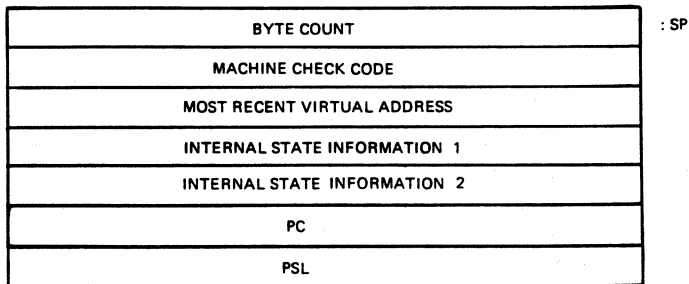 BYTE COUNT : SP
MACHINE CHECK CODE
MOST RECENT VIRTUAL ADDRESS
INTERNAL STATE INFORMATION 1
INTERNAL STATE INFORMATION 2
PC
PSL